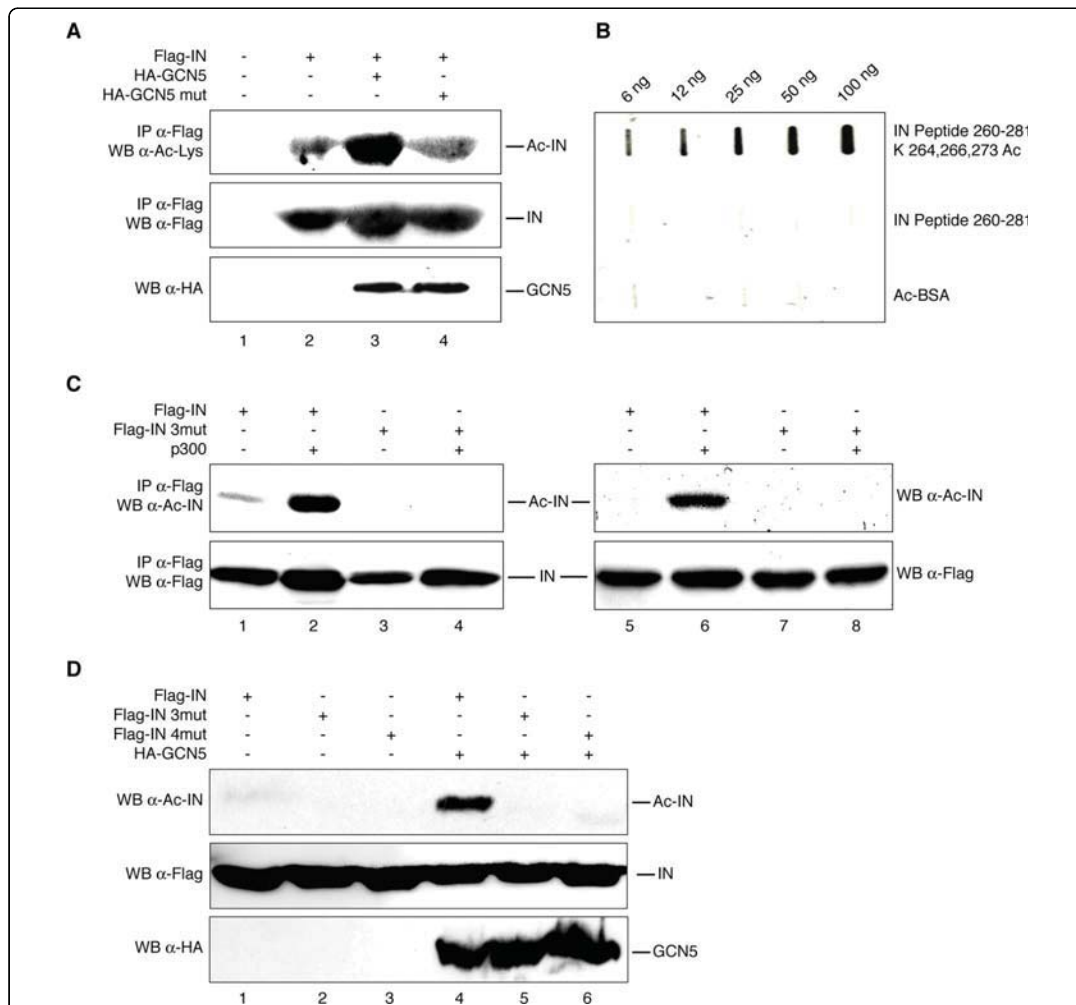 A
Flag-IN - + + +
HA-GCN5 - - + -
HA-GCN5 mut - - - +
IP α-Flag
WB α-Ac-Lys
Ac-IN
IP α-Flag
WB α-Flag
IN
WB α-HA
GCN5
1 2 3 4
B
6 ng 12 ng 25 ng 50 ng 100 ng
IN Peptide 260-281
K 264,266,273 Ac
IN Peptide 260-281
Ac-BSA
C
Flag-IN + + - -
Flag-IN 3mut - - + +
p300 - + - +
IP α-Flag
WB α-Ac-IN
Ac-IN
IP α-Flag
WB α-Flag
IN
1 2 3 4
+ + - -
- - + +
- + - +
WB α-Ac-IN
WB α-Flag
5 6 7 8
D
Flag-IN + - - + - -
Flag-IN 3mut - + - - + -
Flag-IN 4mut - - + - - +
HA-GCN5 - - - + + +
WB α-Ac-IN
Ac-IN
WB α-Flag
IN
WB α-HA
GCN5
1 2 3 4 5 6